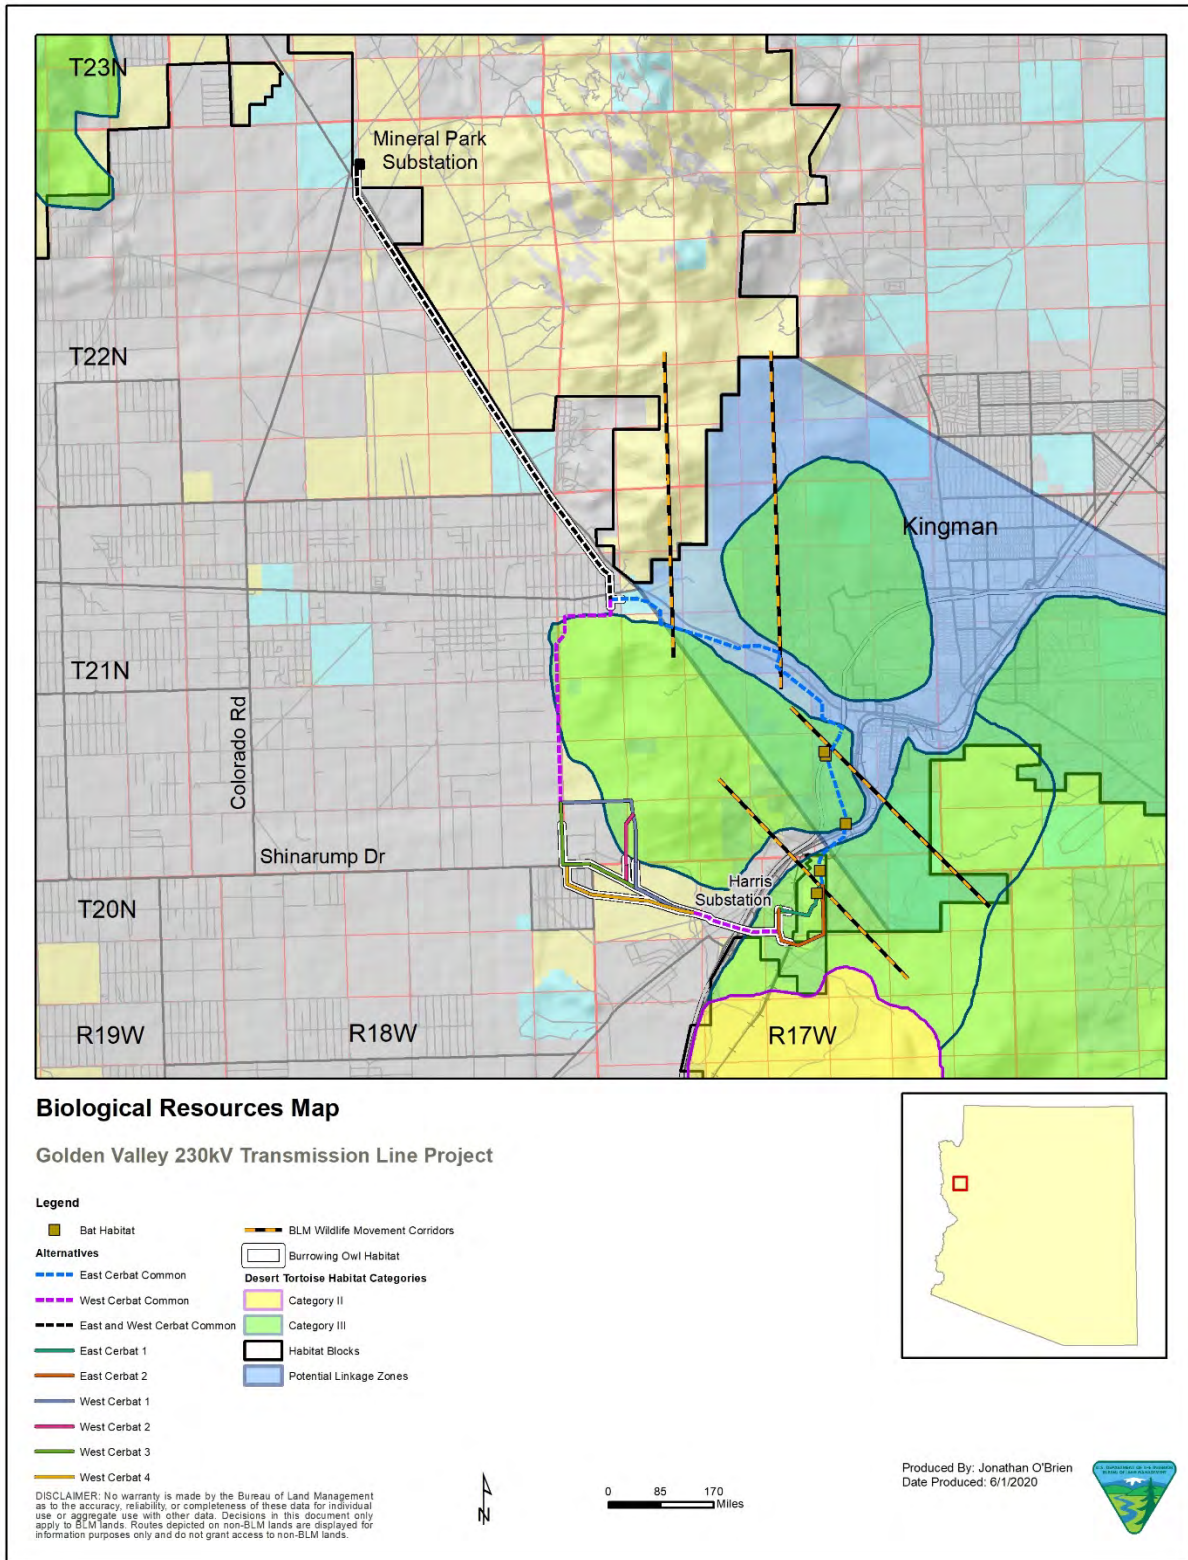 T23N
Mineral Park
Substation
T22N
Kingman
T21N
Colorado Rd
Shinarump Dr
Harris
Substation
T20N
R19W
R18W
R17W
Biological Resources Map
Golden Valley 230kV Transmission Line Project
Legend
Bat Habitat
Alternatives
East Cerbat Common
West Cerbat Common
East and West Cerbat Common
East Cerbat 1
East Cerbat 2
West Cerbat 1
West Cerbat 2
West Cerbat 3
West Cerbat 4
BLM Wildlife Movement Corridors
Burrowing Owl Habitat
Desert Tortoise Habitat Categories
Category II
Category III
Habitat Blocks
Potential Linkage Zones
DISCLAIMER: No warranty is made by the Bureau of Land Management
as to the accuracy, reliability, or completeness of these data for individual
use or aggregate use with other data. Decisions in this document only
apply to BLM lands. Routes depicted on non-BLM lands are displayed for
information purposes only and do not grant access to non-BLM lands.
N
0 85 170
Miles
Produced By: Jonathan O'Brien
Date Produced: 6/1/2020
U.S. DEPARTMENT OF THE INTERIOR
BUREAU OF LAND MANAGEMENT